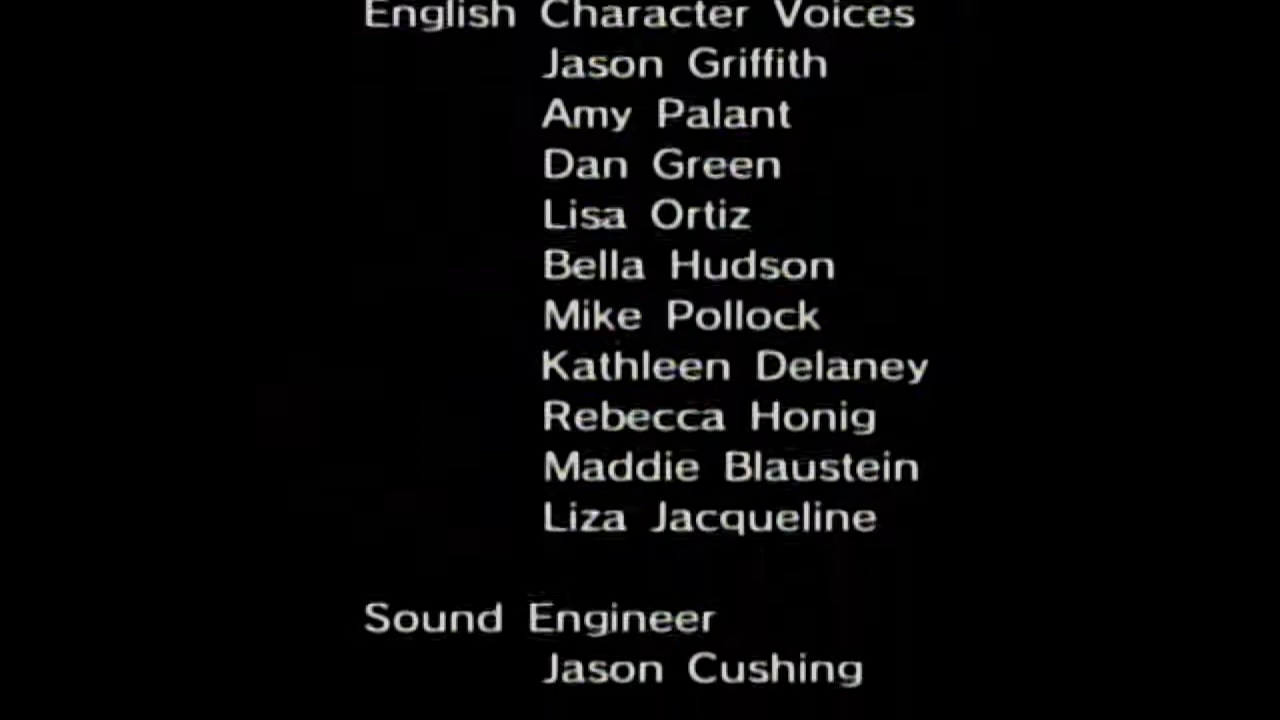 English Character Voices
Jason Griffith
Amy Palant
Dan Green
Lisa Ortiz
Bella Hudson
Mike Pollock
Kathleen Delaney
Rebecca Honig
Maddie Blaustein
Liza Jacqueline
Sound Engineer
Jason Cushing